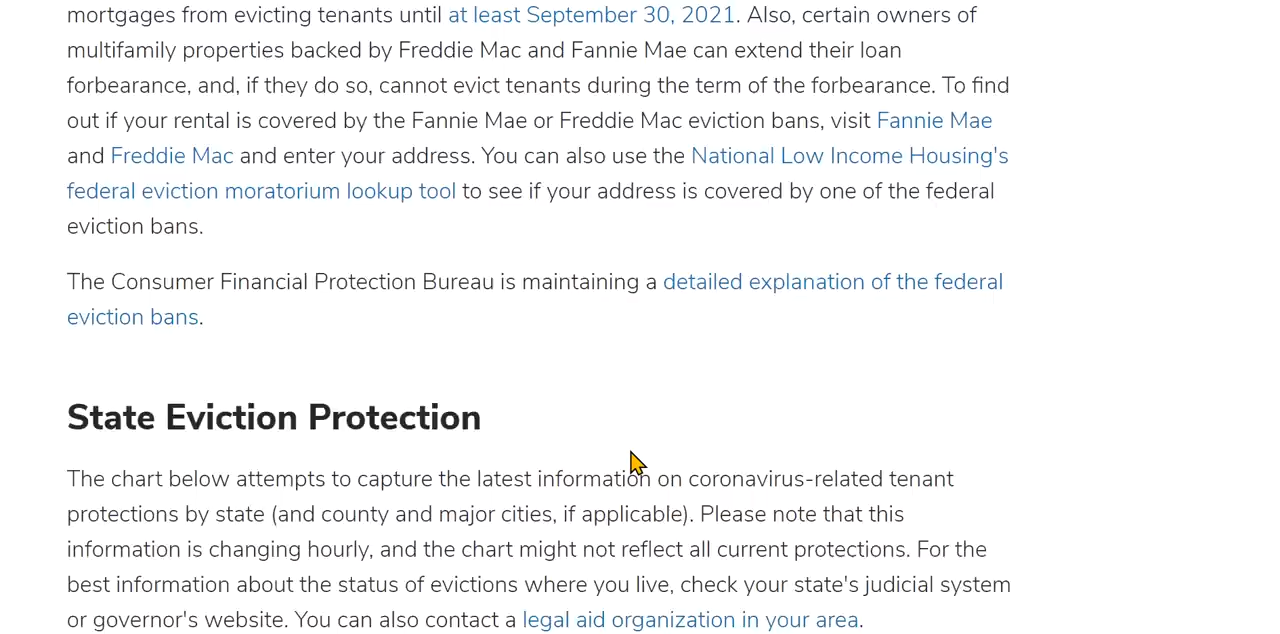 mortgages from evicting tenants until at least September 30, 2021. Also, certain owners of
multifamily properties backed by Freddie Mac and Fannie Mae can extend their loan
forbearance, and, if they do so, cannot evict tenants during the term of the forbearance. To find
out if your rental is covered by the Fannie Mae or Freddie Mac eviction bans, visit Fannie Mae
and Freddie Mac and enter your address. You can also use the National Low Income Housing's
federal eviction moratorium lookup tool to see if your address is covered by one of the federal
eviction bans.
The Consumer Financial Protection Bureau is maintaining a detailed explanation of the federal
eviction bans.
State Eviction Protection
The chart below attempts to capture the latest information on coronavirus-related tenant
protections by state (and county and major cities, if applicable). Please note that this
information is changing hourly, and the chart might not reflect all current protections. For the
best information about the status of evictions where you live, check your state's judicial system
or governor's website. You can also contact a legal aid organization in your area.